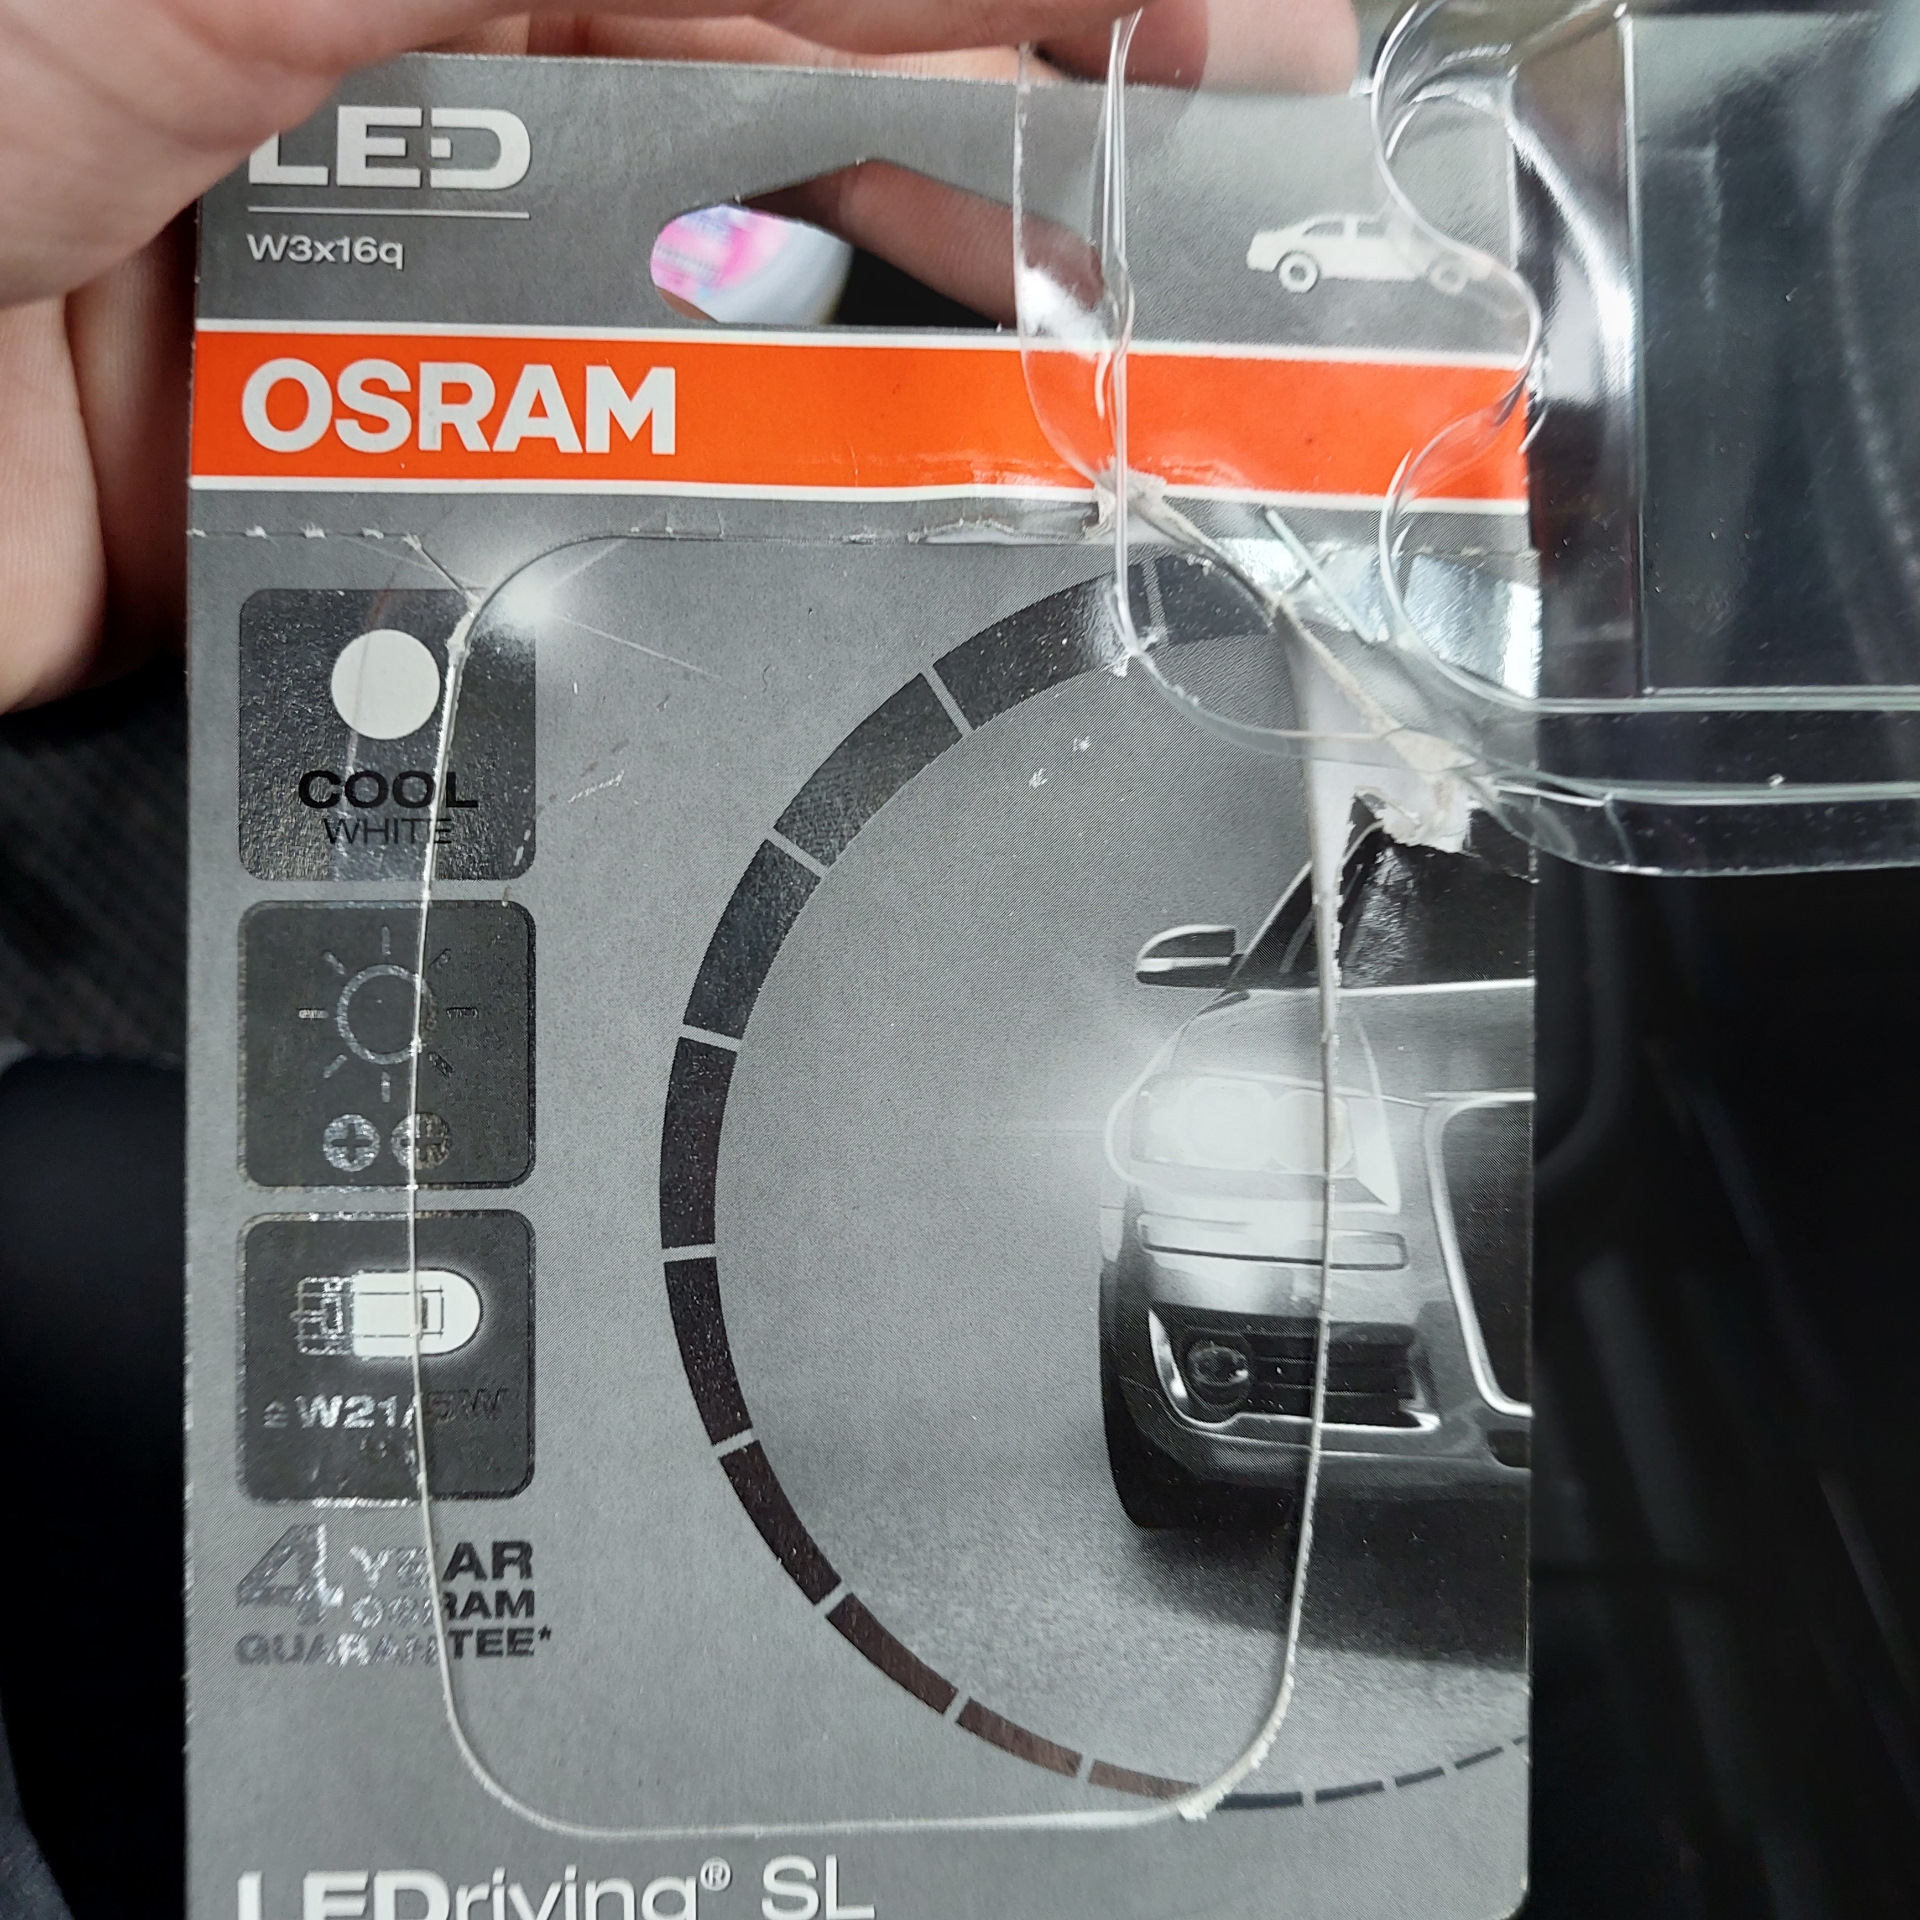 LED
W3x16q
OSRAM
COOL
WHITE
≙ W21/5W
4 YEAR
OSRAM
GUARANTEE*
LEDriving® SL